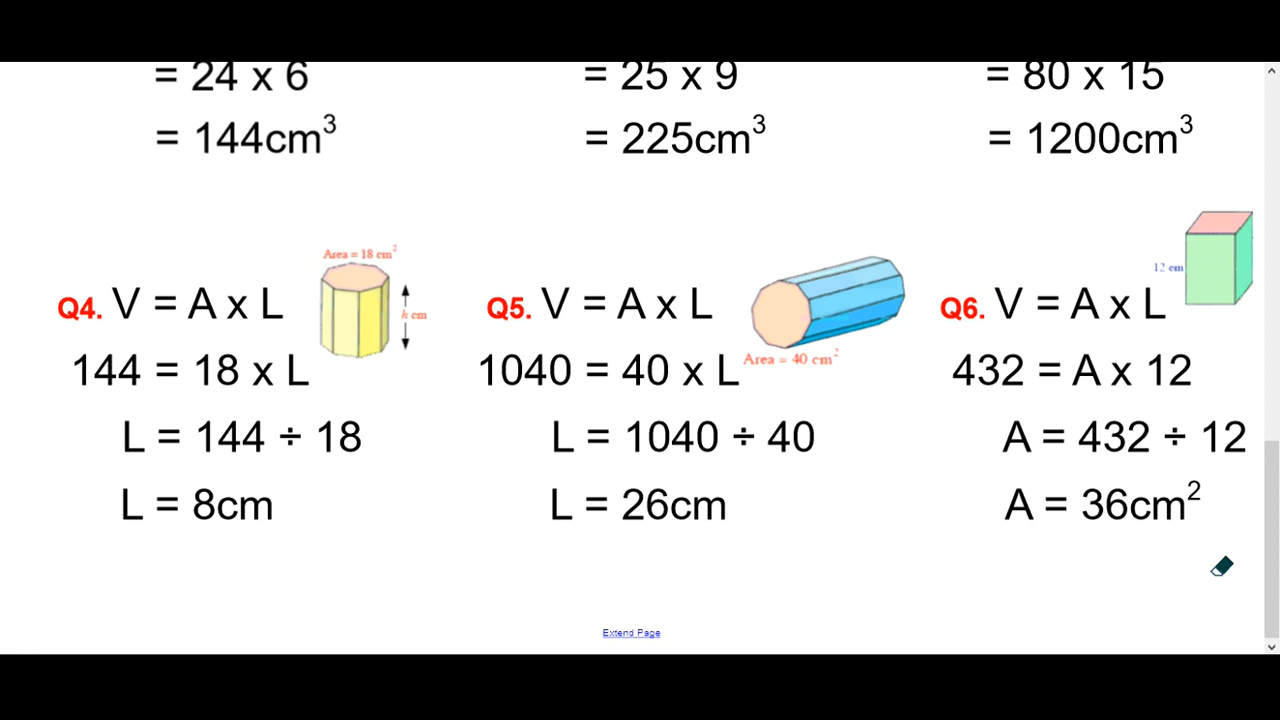 = 24 x 6
= 144cm³
= 25 x 9
= 225cm³
= 80 x 15
= 1200cm³
Area = 18 cm²
h cm
Q4. V = A x L
144 = 18 x L
L = 144 ÷ 18
L = 8cm
Q5. V = A x L
Area = 40 cm²
1040 = 40 x L
L = 1040 ÷ 40
L = 26cm
12 cm
Q6. V = A x L
432 = A x 12
A = 432 ÷ 12
A = 36cm²
Extend Page